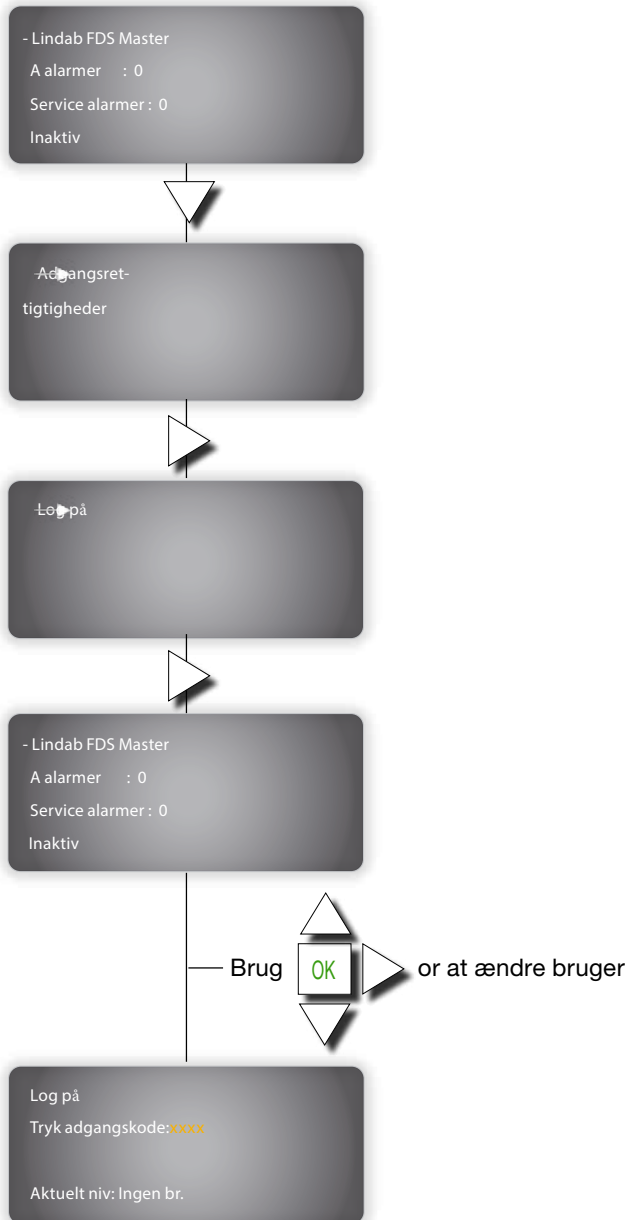 - Lindab FDS Master
A alarmer : 0
Service alarmer : 0
Inaktiv
Adgangsret-
tigtigheder
Log på
- Lindab FDS Master
A alarmer : 0
Service alarmer : 0
Inaktiv
Brug OK or at ændre bruger
Log på
Tryk adgangskode:xxxx
Aktuelt niv: Ingen br.